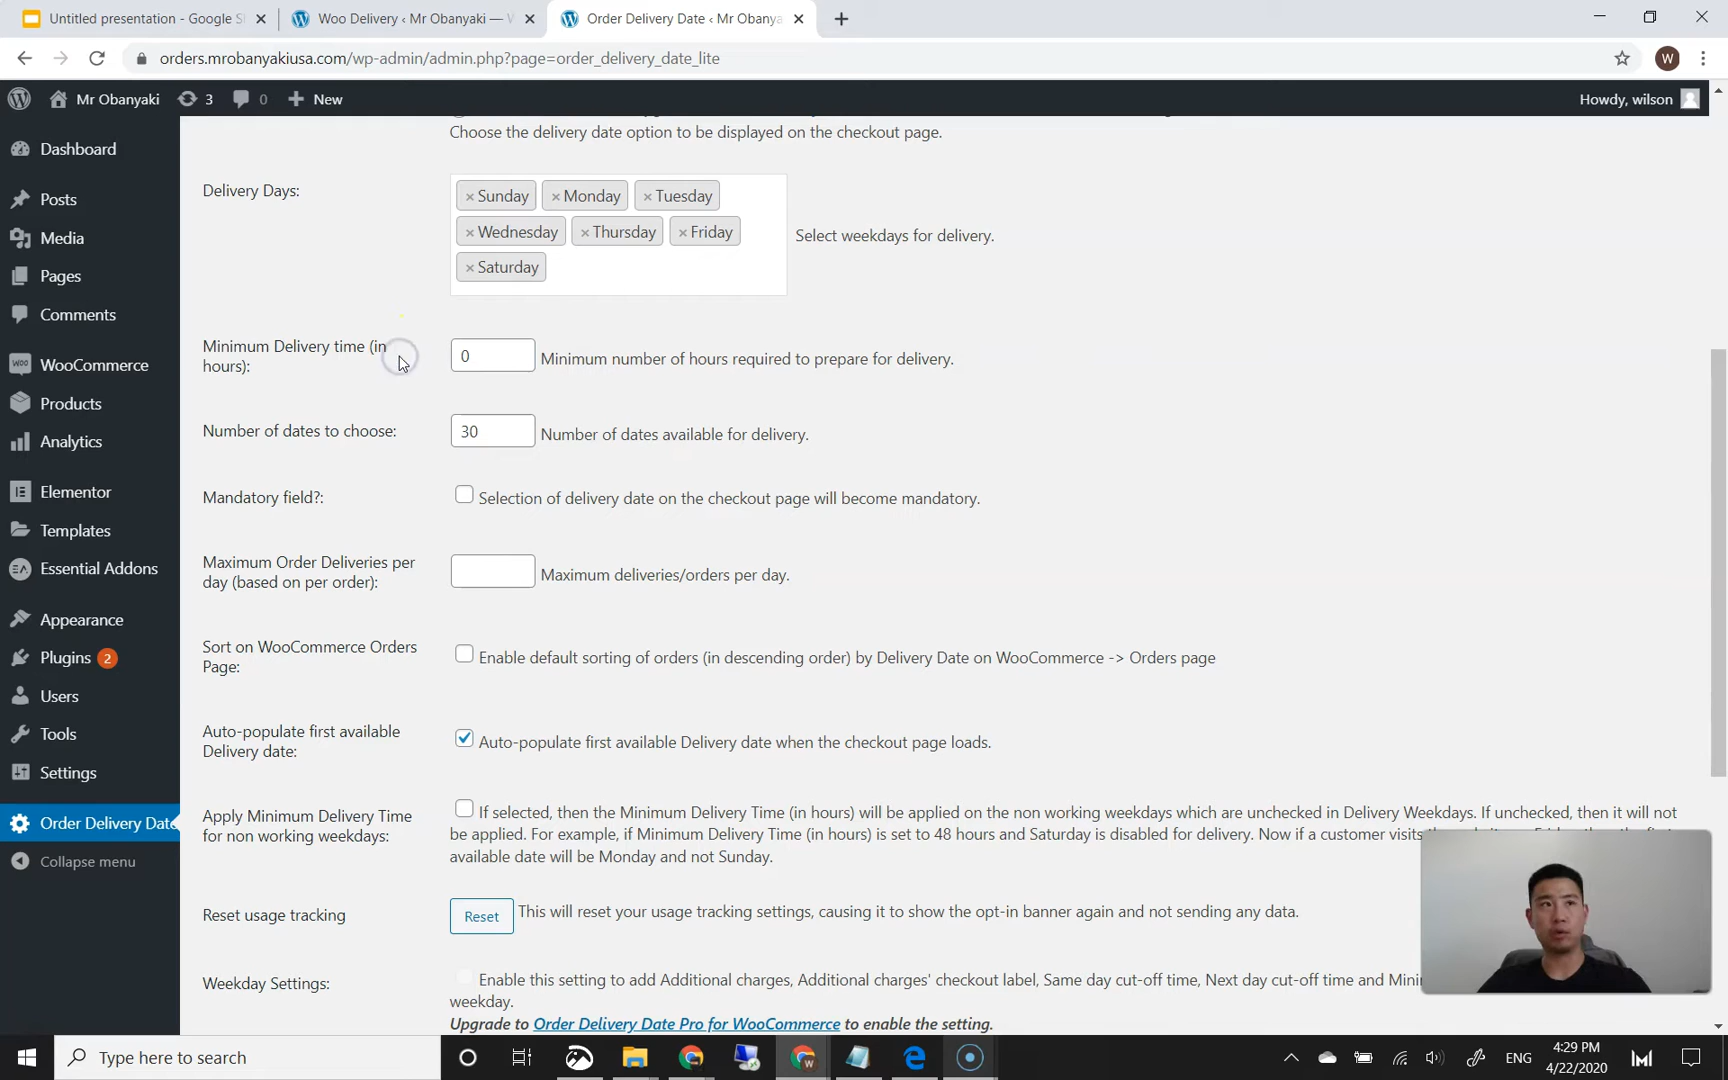 Untitled presentation - Google S
Woo Delivery ‹ Mr Obanyaki — W
Order Delivery Date ‹ Mr Obanya
orders.mrobanyakiusa.com/wp-admin/admin.php?page=order_delivery_date_lite
W
Mr Obanyaki
3
0
New
Howdy, wilson
Dashboard
Posts
Media
Pages
Comments
WooCommerce
Products
Analytics
Elementor
Templates
Essential Addons
Appearance
Plugins 2
Users
Tools
Settings
Order Delivery Date
Collapse menu
Choose the delivery date option to be displayed on the checkout page.
Delivery Days:
× Sunday × Monday × Tuesday
× Wednesday × Thursday × Friday
× Saturday
Select weekdays for delivery.
Minimum Delivery time (in
hours):
0 Minimum number of hours required to prepare for delivery.
Number of dates to choose:
30 Number of dates available for delivery.
Mandatory field?:
Selection of delivery date on the checkout page will become mandatory.
Maximum Order Deliveries per
day (based on per order):
Maximum deliveries/orders per day.
Sort on WooCommerce Orders
Page:
Enable default sorting of orders (in descending order) by Delivery Date on WooCommerce -> Orders page
Auto-populate first available
Delivery date:
Auto-populate first available Delivery date when the checkout page loads.
Apply Minimum Delivery Time
for non working weekdays:
If selected, then the Minimum Delivery Time (in hours) will be applied on the non working weekdays which are unchecked in Delivery Weekdays. If unchecked, then it will not
be applied. For example, if Minimum Delivery Time (in hours) is set to 48 hours and Saturday is disabled for delivery. Now if a customer visits
available date will be Monday and not Sunday.
Reset usage tracking
Reset This will reset your usage tracking settings, causing it to show the opt-in banner again and not sending any data.
Weekday Settings:
Enable this setting to add Additional charges, Additional charges' checkout label, Same day cut-off time, Next day cut-off time and Mini
weekday.
Upgrade to Order Delivery Date Pro for WooCommerce to enable the setting.
Type here to search
ENG
4:29 PM
4/22/2020